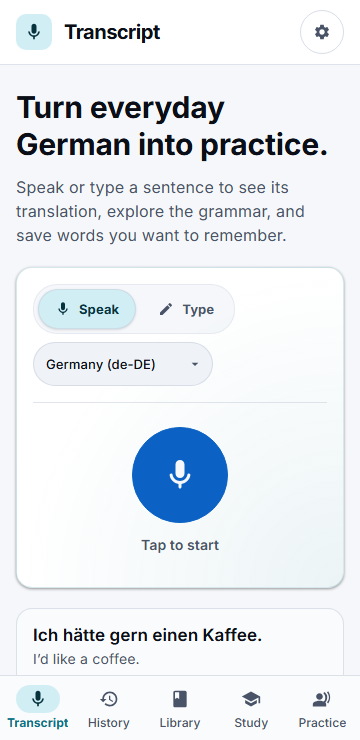 Transcript
Turn everyday
German into practice.
Speak or type a sentence to see its
translation, explore the grammar, and
save words you want to remember.
Speak
Type
Germany (de-DE)
Tap to start
Ich hätte gern einen Kaffee.
I’d like a coffee.
Transcript
History
Library
Study
Practice